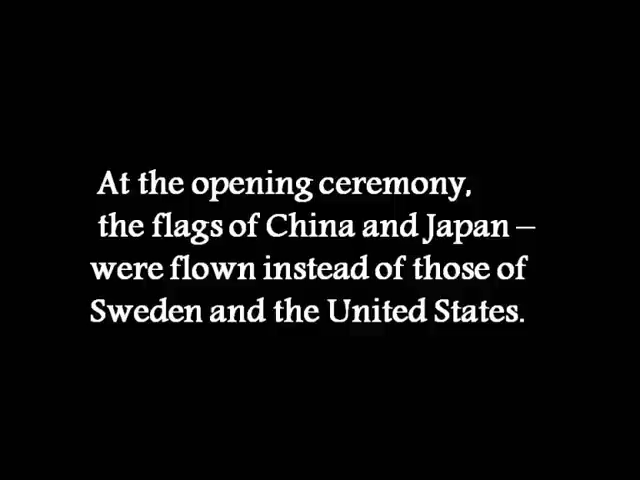 At the opening ceremony,
the flags of China and Japan –
were flown instead of those of
Sweden and the United States.